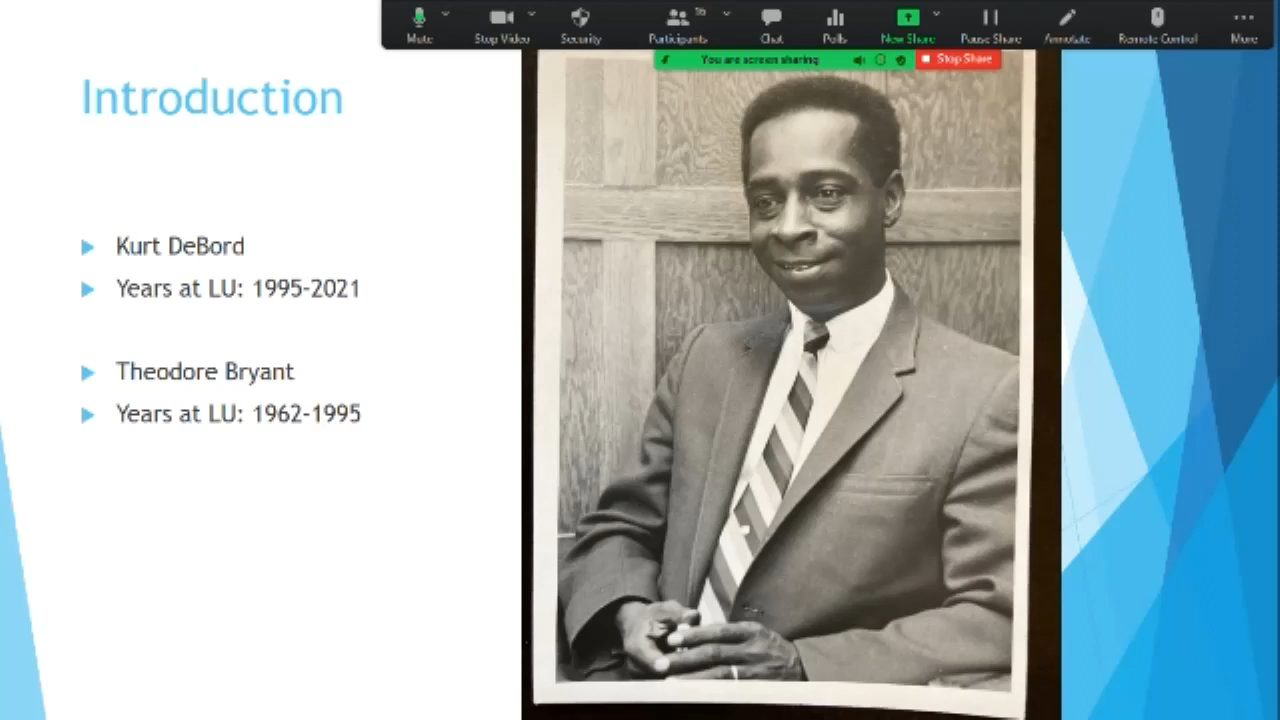 Mute
Stop Video
Security
Participants
16
Chat
Polls
New Share
Pause Share
Annotate
Remote Control
More
You are screen sharing
Stop Share
Introduction
Kurt DeBord
Years at LU: 1995-2021
Theodore Bryant
Years at LU: 1962-1995